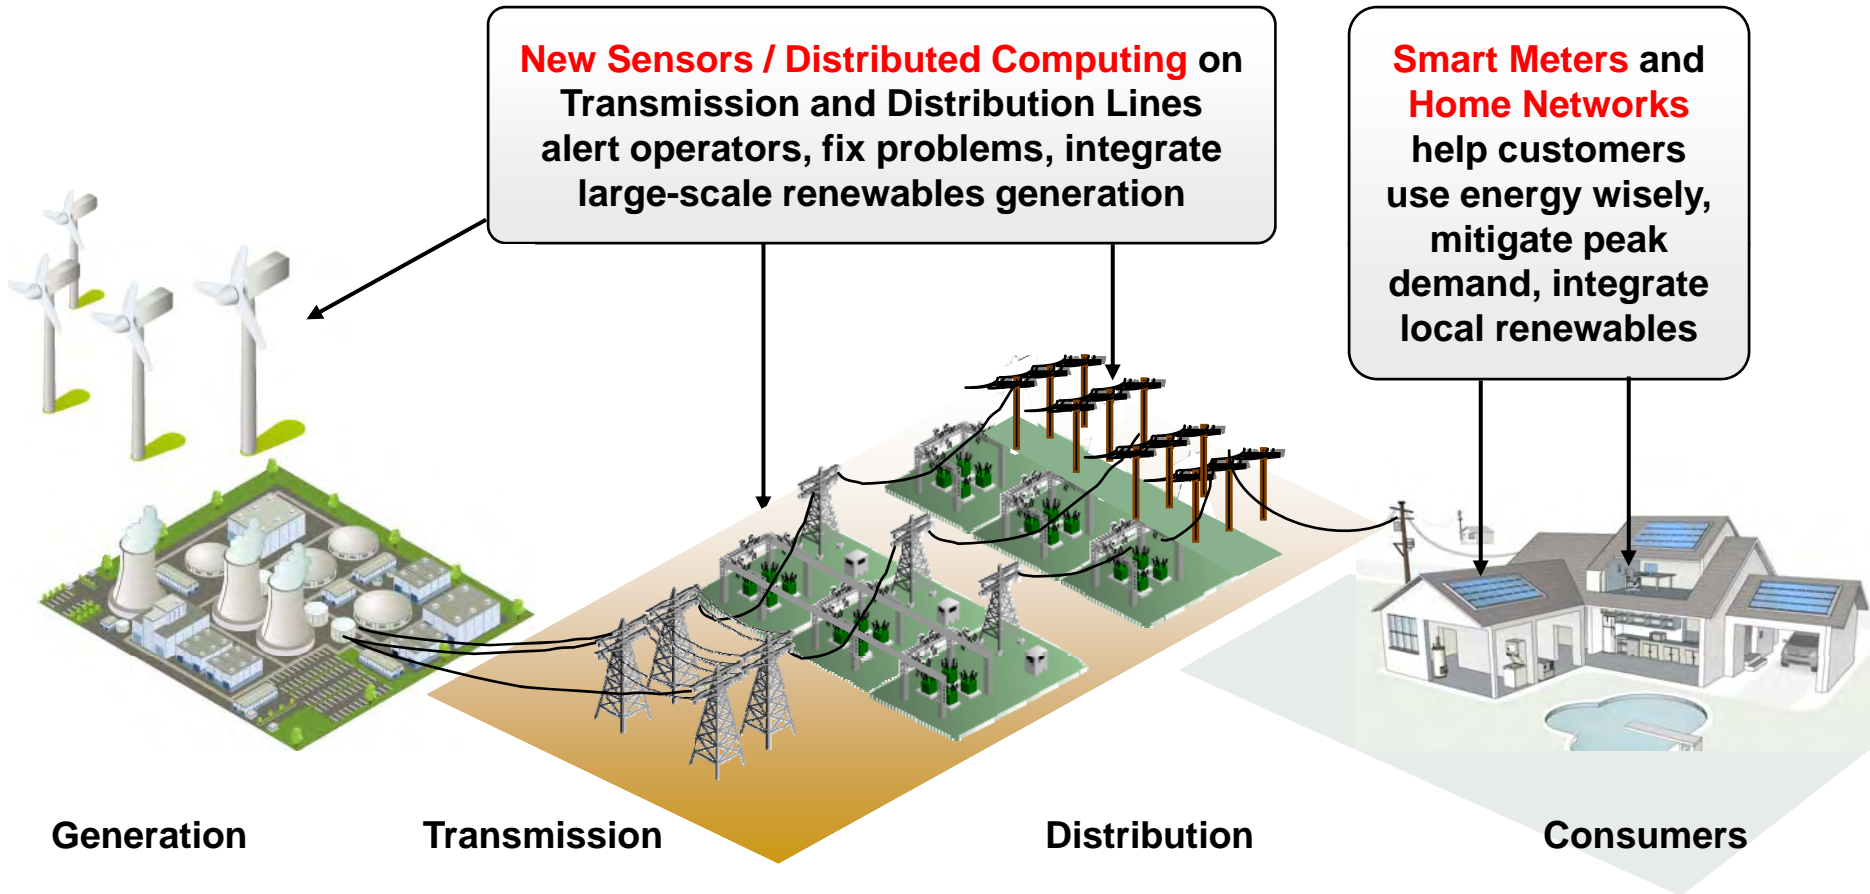 New Sensors / Distributed Computing on
Transmission and Distribution Lines
alert operators, fix problems, integrate
large-scale renewables generation
Smart Meters and
Home Networks
help customers
use energy wisely,
mitigate peak
demand, integrate
local renewables
Generation
Transmission
Distribution
Consumers